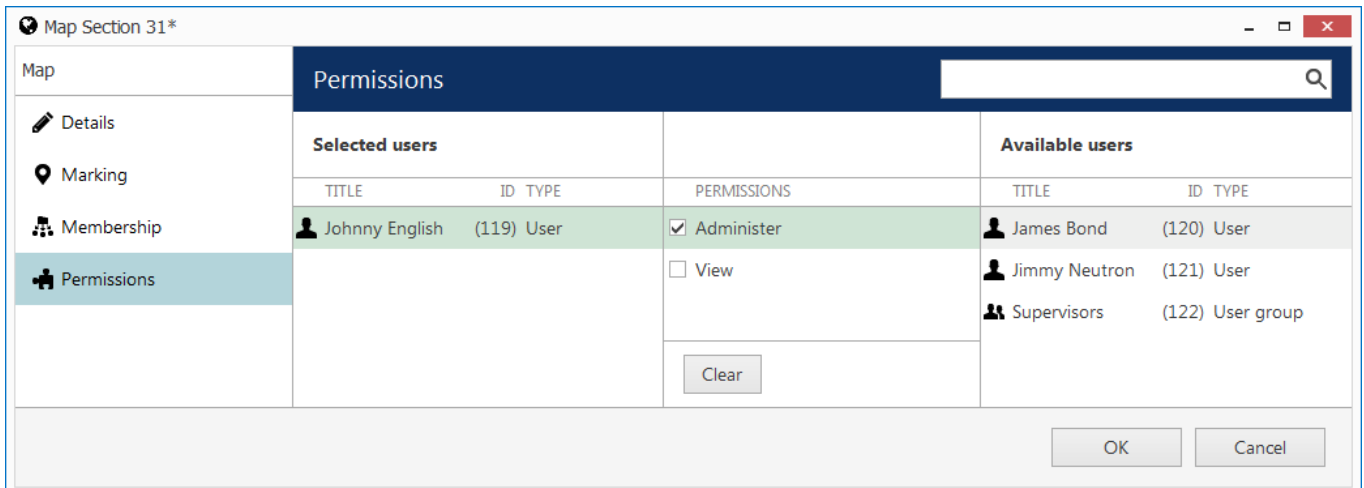 Map Section 31*
Map
Permissions
Details
Marking
Membership
Permissions
Selected users
Available users
TITLE ID TYPE PERMISSIONS TITLE ID TYPE
Johnny English (119) User Administer James Bond (120) User
View Jimmy Neutron (121) User
Supervisors (122) User group
Clear
OK Cancel